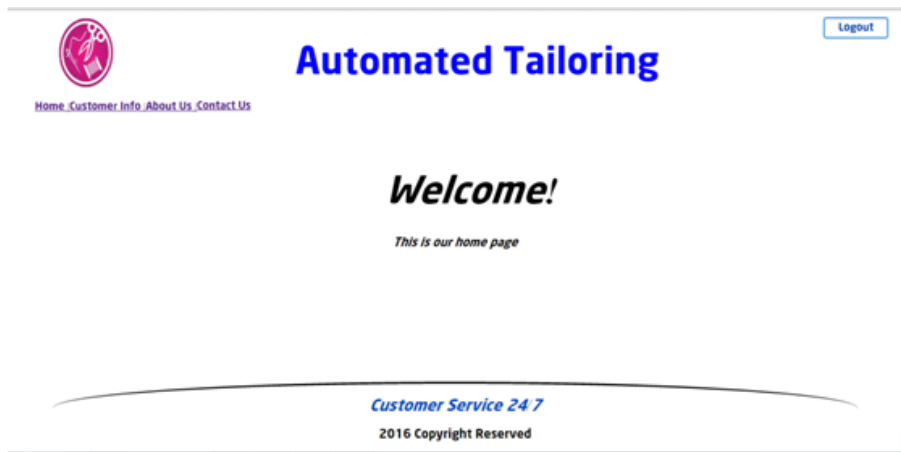 Logout
Automated Tailoring
Home |Customer Info |About Us |Contact Us
Welcome!
This is our home page
Customer Service 24/7
2016 Copyright Reserved